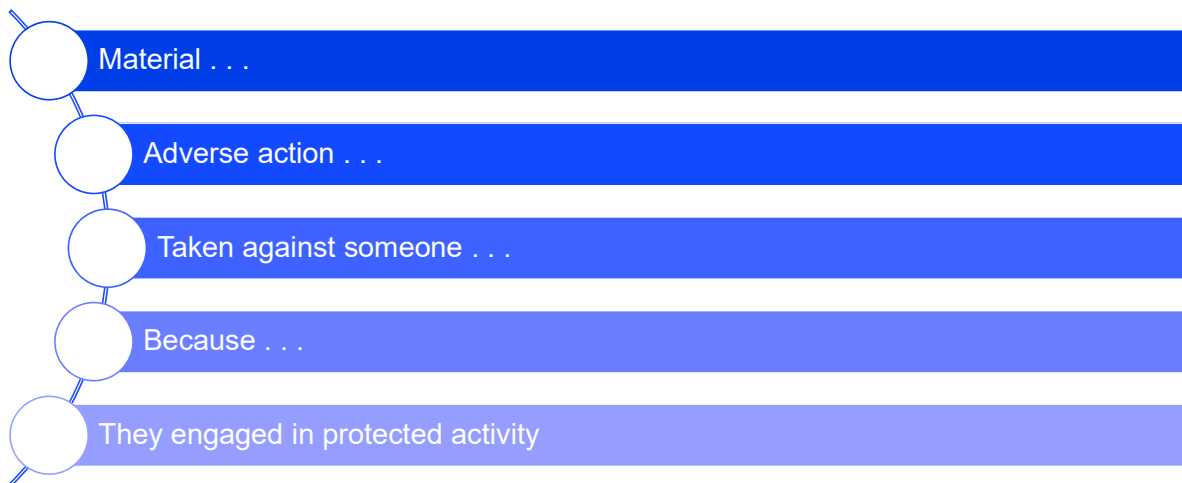 Material . . .
Adverse action . . .
Taken against someone . . .
Because . . .
They engaged in protected activity